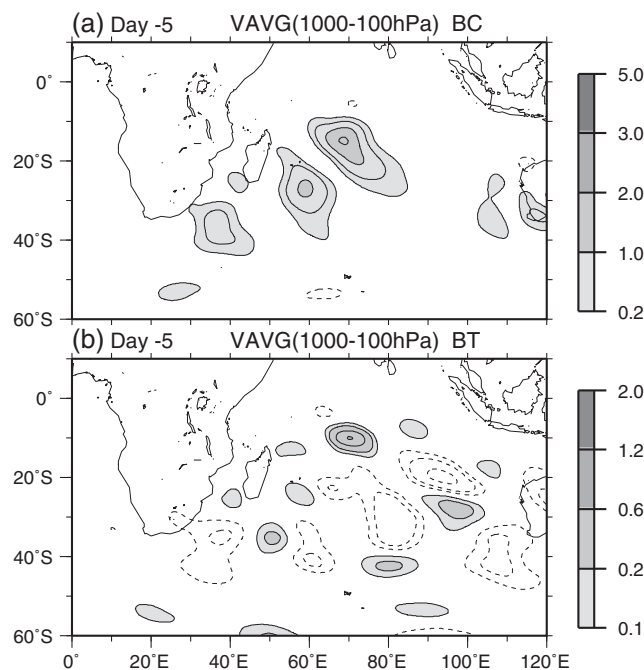 (a) Day -5 VAVG(1000-100hPa) BC
0°
20°S
40°S
60°S
5.0
3.0
2.0
1.0
0.2
(b) Day -5 VAVG(1000-100hPa) BT
0°
20°S
40°S
60°S
0° 20°E 40°E 60°E 80°E 100°E 120°E
2.0
1.2
0.6
0.2
0.1